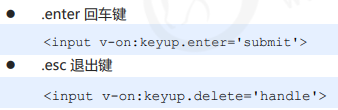 ● .enter 回车键
<input v-on:keyup.enter='submit'>
● .esc 退出键
<input v-on:keyup.delete='handle'>